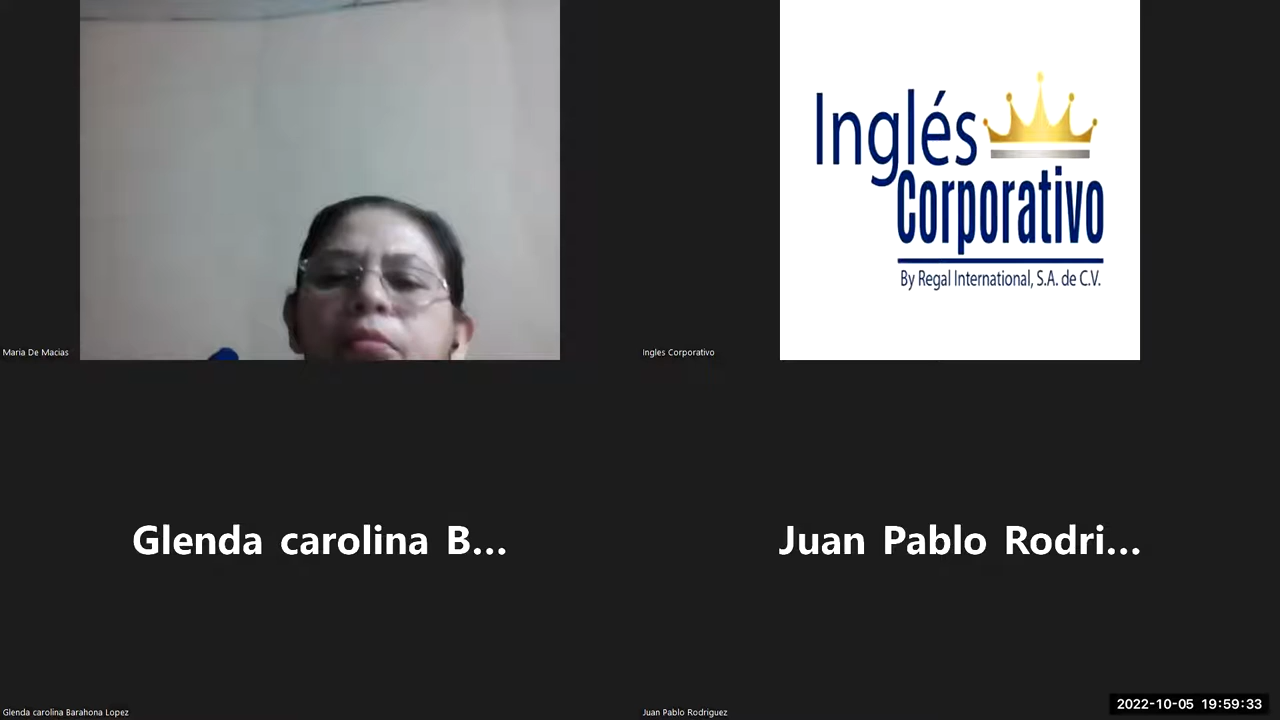 Inglés
Corporativo
By Regal International, S.A. de C.V.
Maria De Macias
Ingles Corporativo
Glenda carolina B...
Juan Pablo Rodri...
Glenda carolina Barahona Lopez
Juan Pablo Rodriguez
2022-10-05 19:59:33